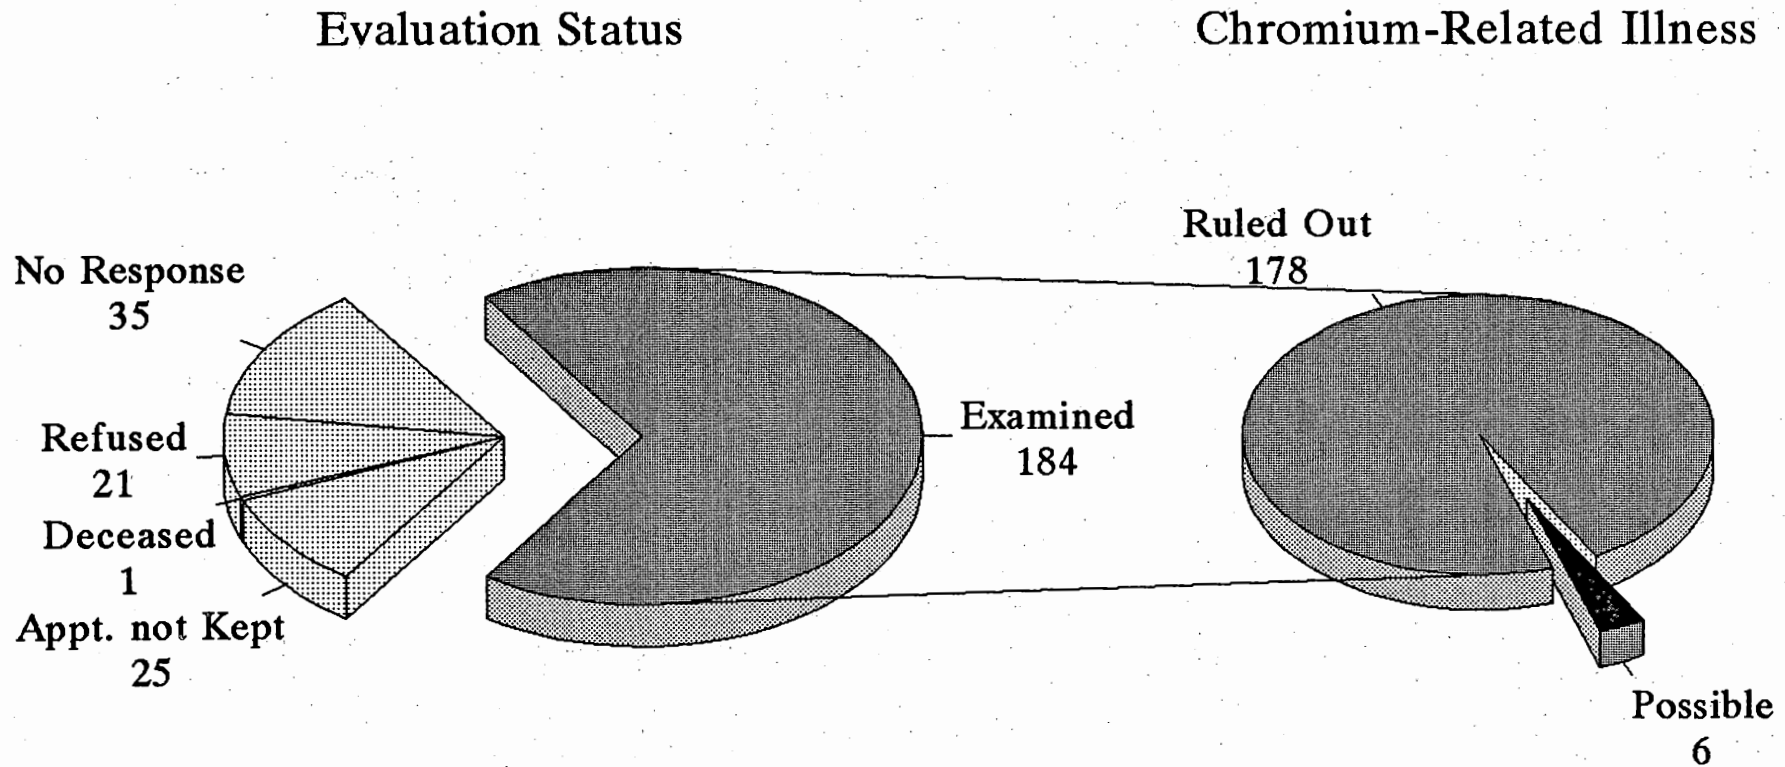 Evaluation Status
Chromium-Related Illness
No Response
35
Refused
21
Deceased
1
Appt. not Kept
25
Examined
184
Ruled Out
178
Possible
6